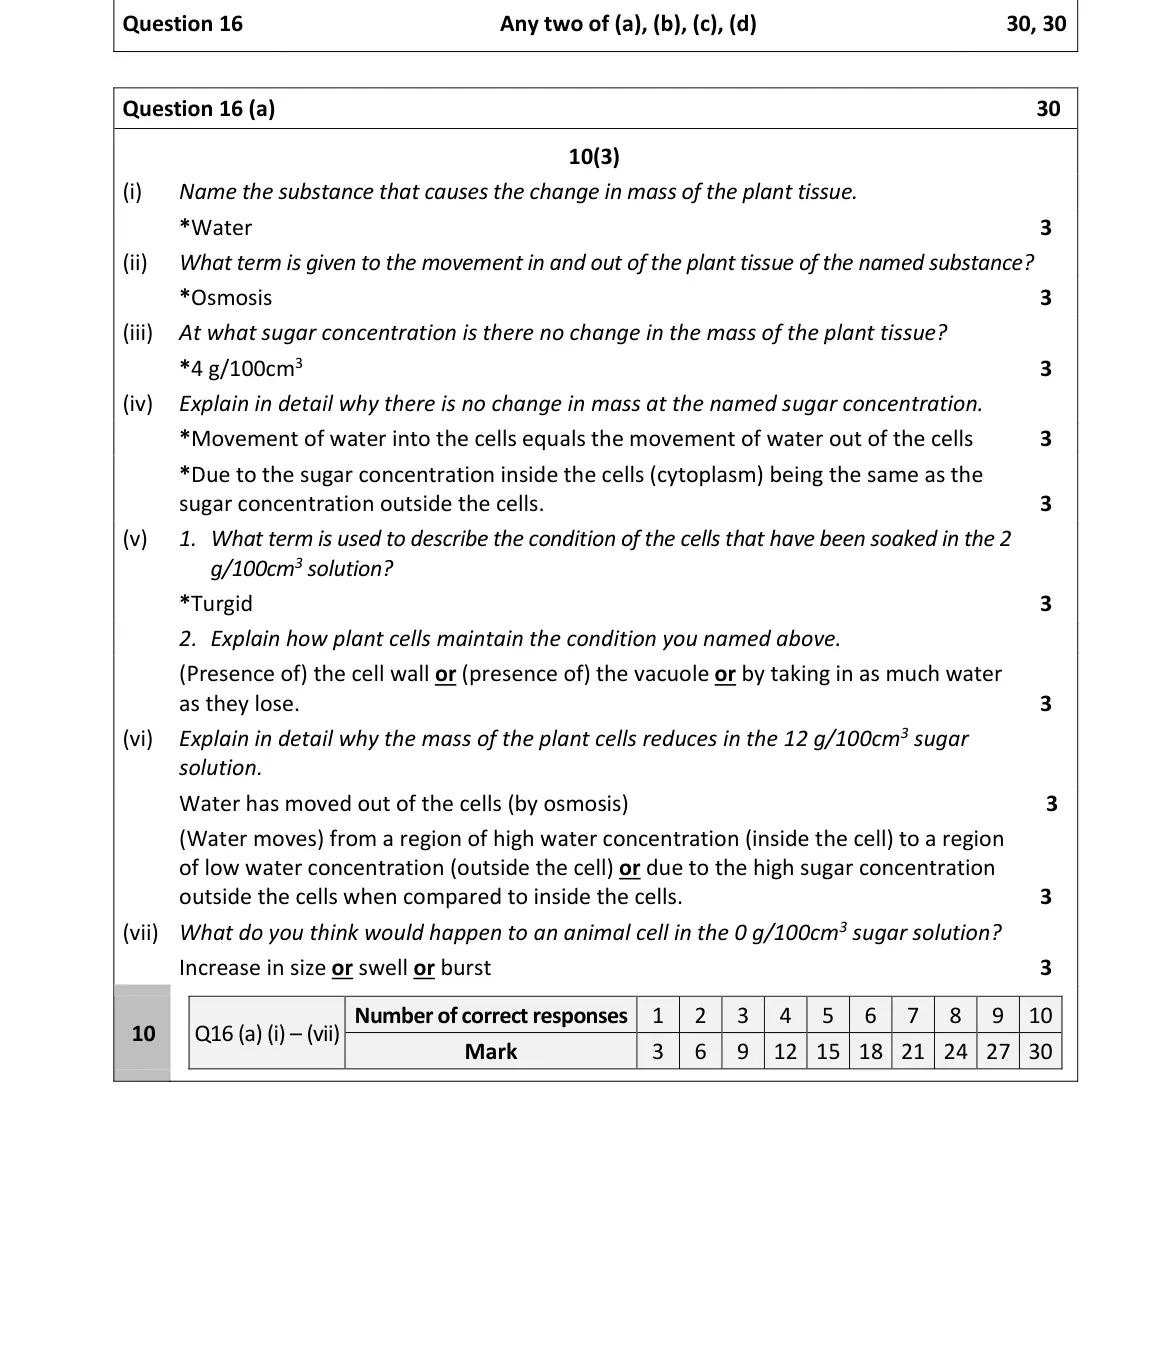 Question 16 Any two of (a), (b), (c), (d) 30, 30
Question 16 (a) 30
10(3)
(i) Name the substance that causes the change in mass of the plant tissue.
*Water 3
(ii) What term is given to the movement in and out of the plant tissue of the named substance?
*Osmosis 3
(iii) At what sugar concentration is there no change in the mass of the plant tissue?
*4 g/100cm³ 3
(iv) Explain in detail why there is no change in mass at the named sugar concentration.
*Movement of water into the cells equals the movement of water out of the cells 3
*Due to the sugar concentration inside the cells (cytoplasm) being the same as the
sugar concentration outside the cells. 3
(v) 1. What term is used to describe the condition of the cells that have been soaked in the 2
g/100cm³ solution?
*Turgid 3
2. Explain how plant cells maintain the condition you named above.
(Presence of) the cell wall or (presence of) the vacuole or by taking in as much water
as they lose. 3
(vi) Explain in detail why the mass of the plant cells reduces in the 12 g/100cm³ sugar
solution.
Water has moved out of the cells (by osmosis) 3
(Water moves) from a region of high water concentration (inside the cell) to a region
of low water concentration (outside the cell) or due to the high sugar concentration
outside the cells when compared to inside the cells. 3
(vii) What do you think would happen to an animal cell in the 0 g/100cm³ sugar solution?
Increase in size or swell or burst 3
10 Q16 (a) (i) – (vii)
Number of correct responses 1 2 3 4 5 6 7 8 9 10
Mark 3 6 9 12 15 18 21 24 27 30